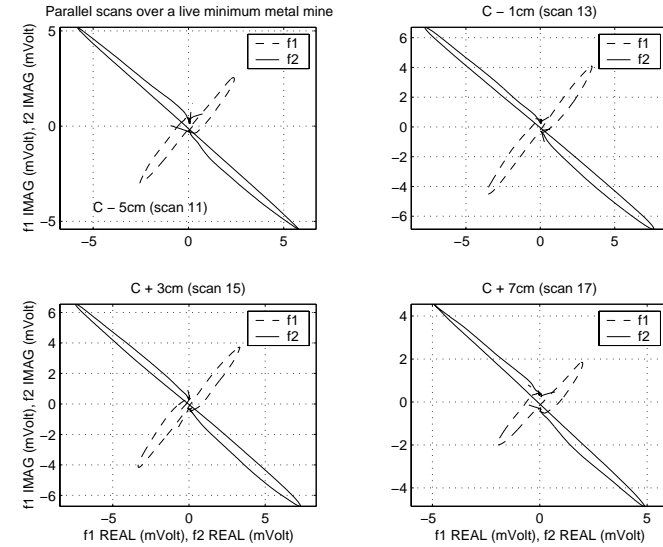 Parallel scans over a live minimum metal mine
f1 IMAG (mVolt), f2 IMAG (mVolt)
5
0
−5
−5
0
5
f1
f2
C − 5cm (scan 11)
C − 1cm (scan 13)
6
4
2
0
−2
−4
−6
−5
0
5
f1
f2
C + 3cm (scan 15)
f1 IMAG (mVolt), f2 IMAG (mVolt)
6
4
2
0
−2
−4
−6
−5
0
5
f1 REAL (mVolt), f2 REAL (mVolt)
f1
f2
C + 7cm (scan 17)
4
2
0
−2
−4
−5
0
5
f1 REAL (mVolt), f2 REAL (mVolt)
f1
f2